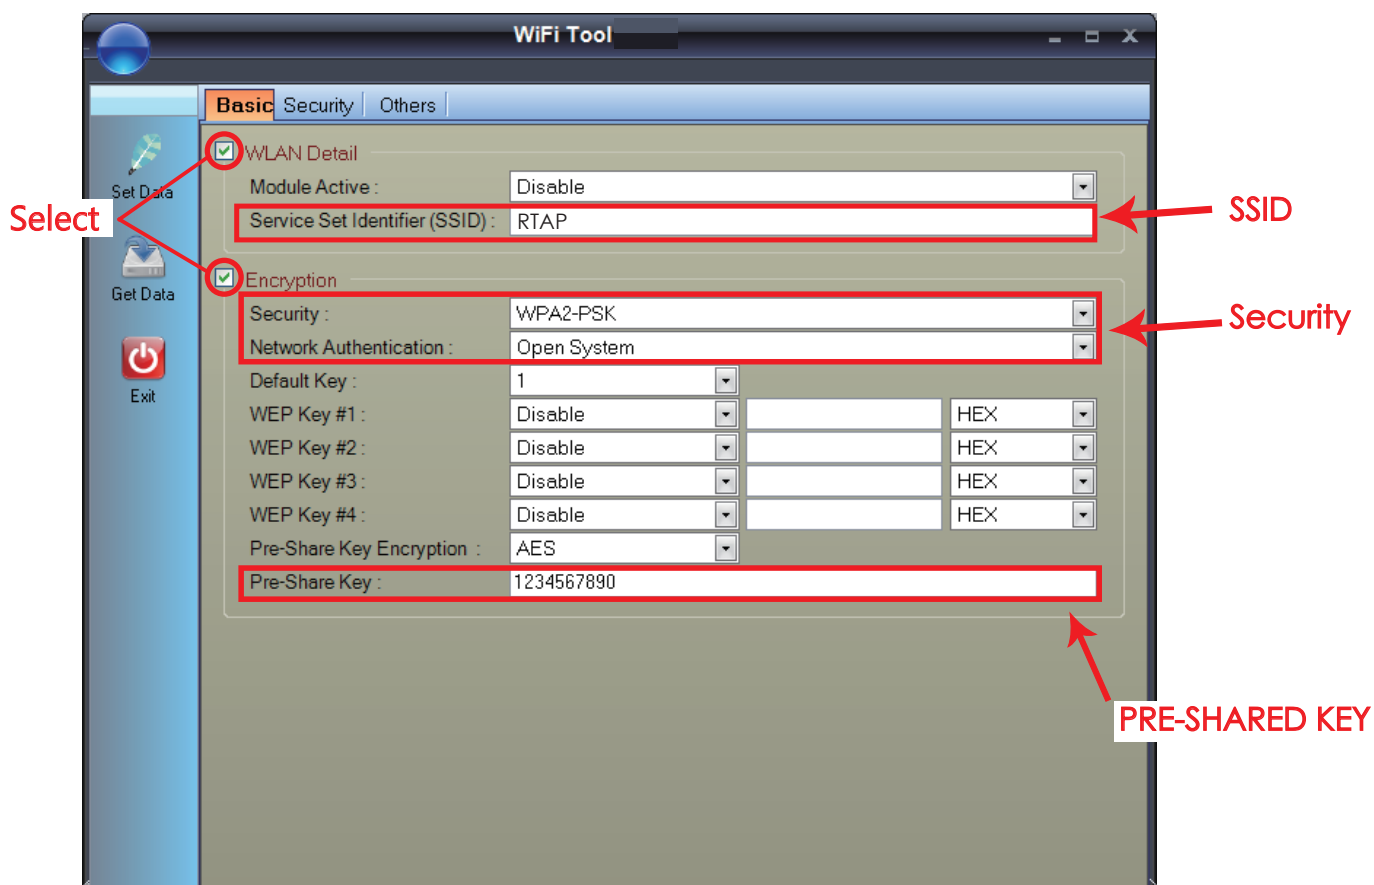 WiFi Tool
Basic Security Others
WLAN Detail
Set Data
Module Active : Disable
Select
Service Set Identifier (SSID) : RTAP
SSID
Encryption
Get Data
Security : WPA2-PSK
Security
Network Authentication : Open System
Default Key : 1
Exit
WEP Key #1 : Disable HEX
WEP Key #2 : Disable HEX
WEP Key #3 : Disable HEX
WEP Key #4 : Disable HEX
Pre-Share Key Encryption : AES
Pre-Share Key : 1234567890
PRE-SHARED KEY